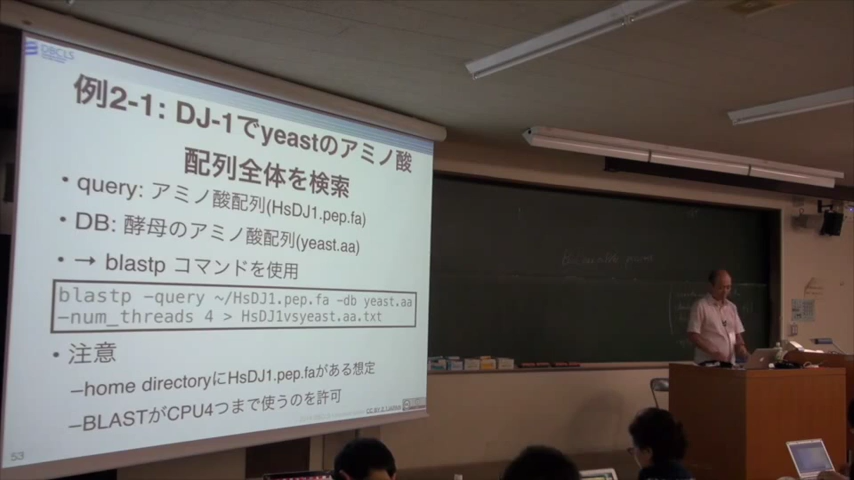 DBCLS
例2-1: DJ-1でyeastのアミノ酸
配列全体を検索
• query: アミノ酸配列(HsDJ1.pep.fa)
• DB: 酵母のアミノ酸配列(yeast.aa)
• → blastp コマンドを使用
blastp –query ~/HsDJ1.pep.fa –db yeast.aa
–num_threads 4 > HsDJ1vsyeast.aa.txt
• 注意
–home directoryにHsDJ1.pep.faがある想定
–BLASTがCPU4つまで使うのを許可
53